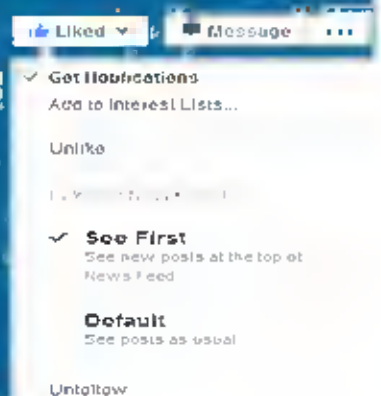 Liked Message
Get Notifications
Add to Interest Lists...
Unlike
See First
See new posts at the top of
News Feed
Default
See posts as usual
Unfollow